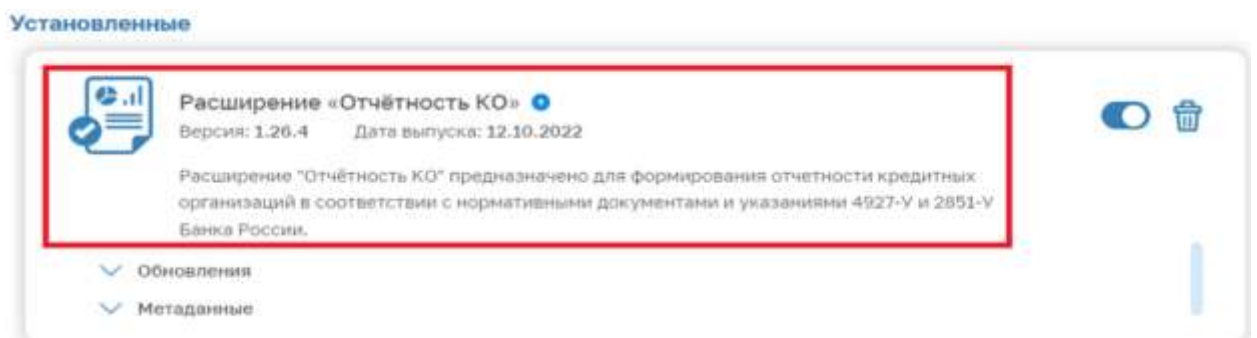 Установленные
Расширение «Отчётность КО»
Версия: 1.26.4 Дата выпуска: 12.10.2022
Расширение "Отчётность КО" предназначено для формирования отчетности кредитных
организаций в соответствии с нормативными документами и указаниями 4927-У и 2851-У
Банка России.
Обновления
Метаданные